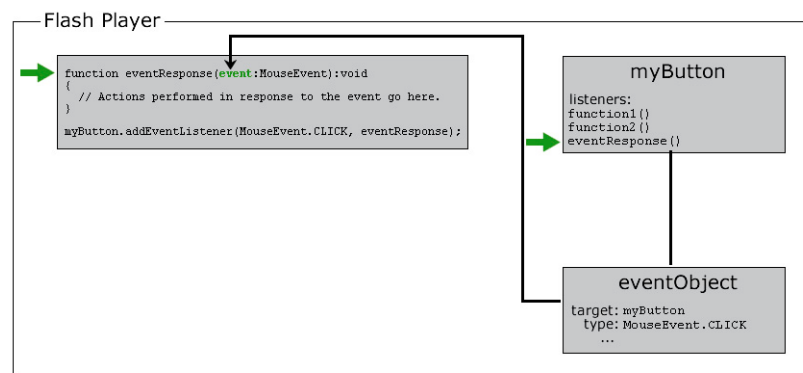 Flash Player
function eventResponse(event:MouseEvent):void
{
// Actions performed in response to the event go here.
}
myButton.addEventListener(MouseEvent.CLICK, eventResponse);
myButton
listeners:
function1()
function2()
eventResponse()
eventObject
target: myButton
type: MouseEvent.CLICK
...